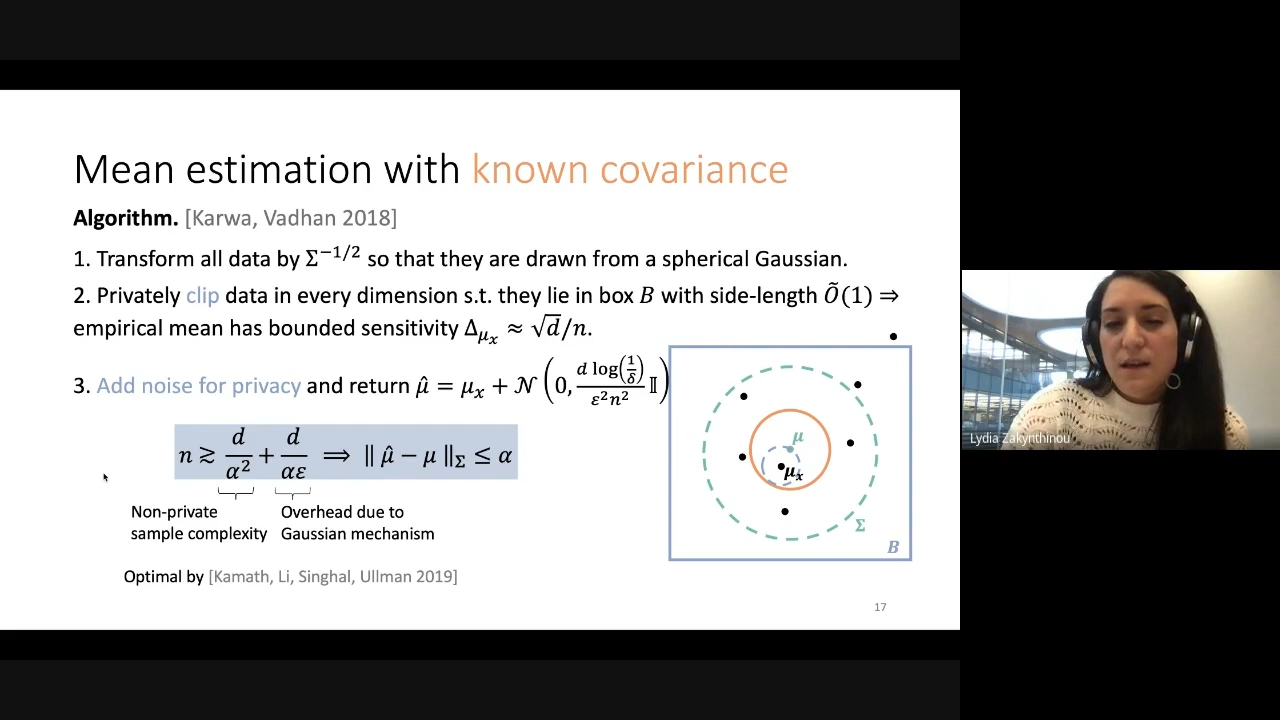 Mean estimation with known covariance
Algorithm. [Karwa, Vadhan 2018]
1. Transform all data by Σ^{−1/2} so that they are drawn from a spherical Gaussian.
2. Privately clip data in every dimension s.t. they lie in box B with side-length Õ(1) ⇒
empirical mean has bounded sensitivity Δ_{μ_x} ≈ √d/n.
3. Add noise for privacy and return μ̂ = μ_x + 𝒩(0, d log(1/δ)/ε²n² 𝕀)
n ≳ d/α² + d/αε ⟹ ∥ μ̂ − μ ∥_Σ ≤ α
Non-private
sample complexity
Overhead due to
Gaussian mechanism
Optimal by [Kamath, Li, Singhal, Ullman 2019]
μ
μ_x
Σ
B
17
Lydia Zakynthinou